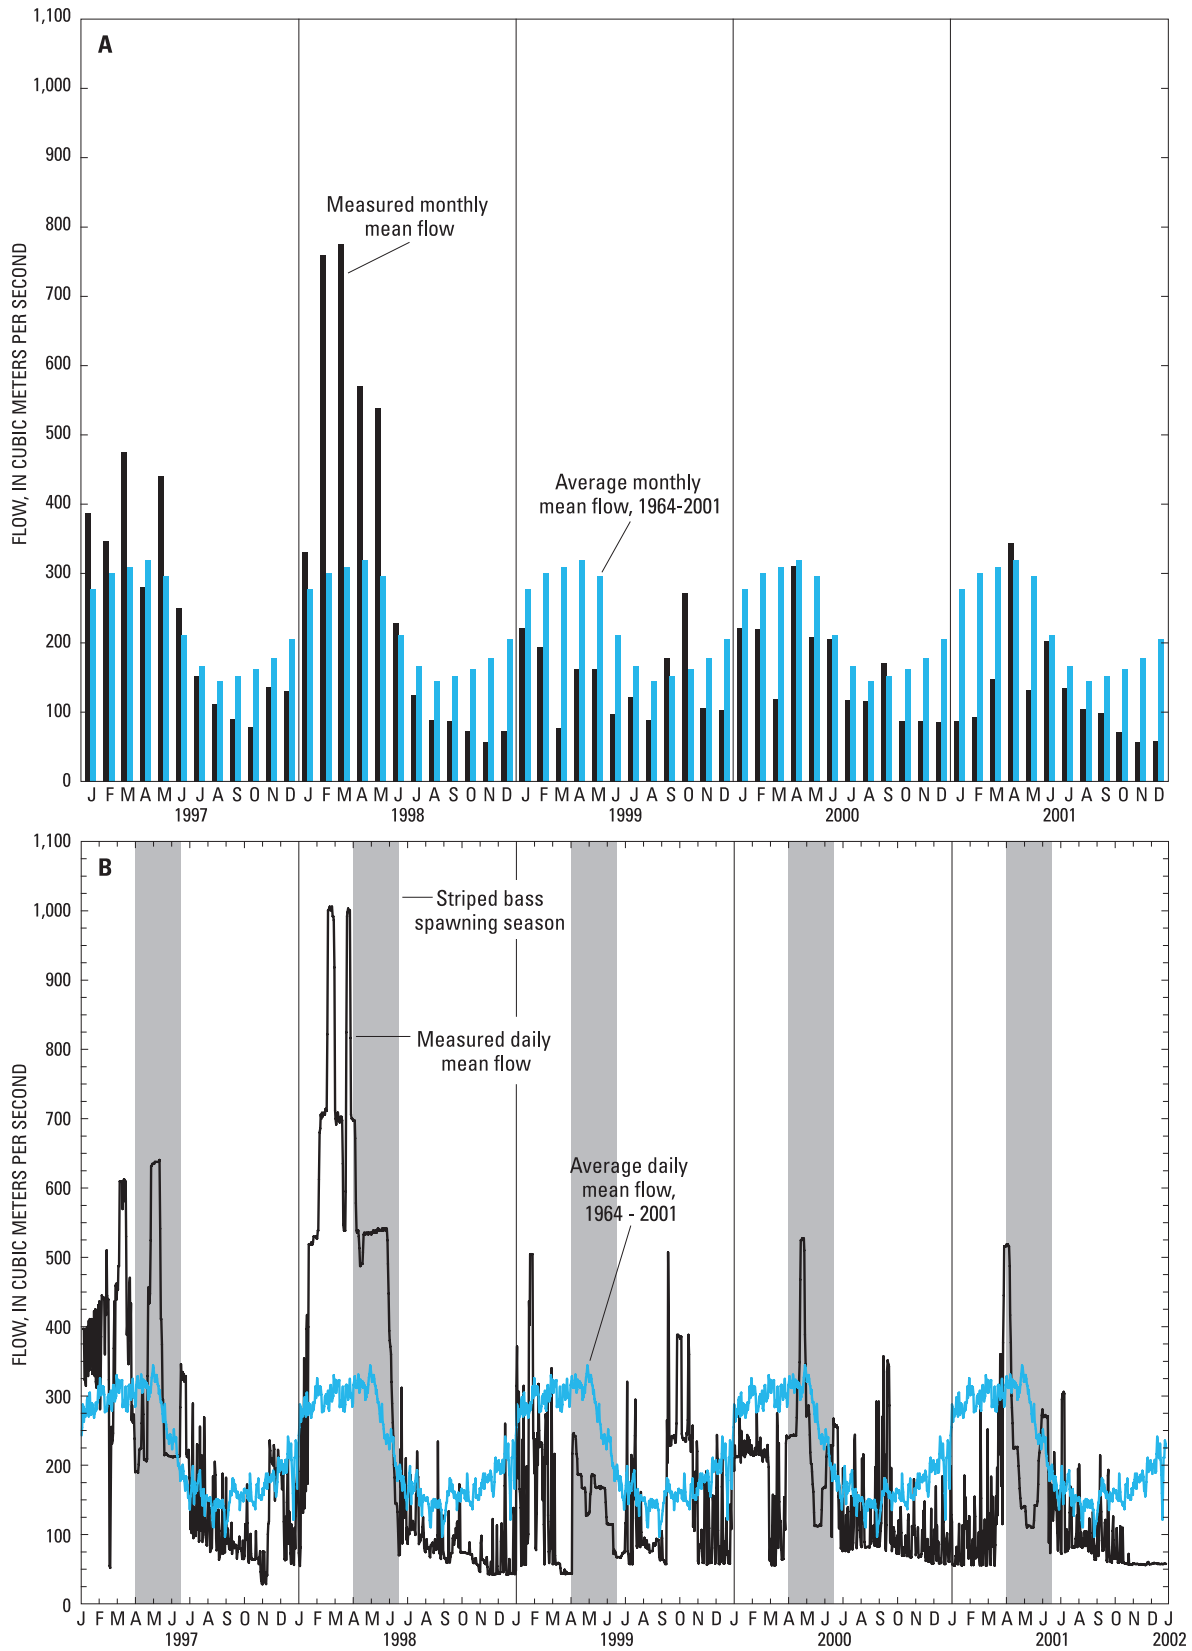 A
1,100
1,000
900
800
700
600
500
400
300
200
100
0
FLOW, IN CUBIC METERS PER SECOND
Measured monthly
mean flow
Average monthly
mean flow, 1964-2001
J F M A M J J A S O N D J F M A M J J A S O N D J F M A M J J A S O N D J F M A M J J A S O N D J F M A M J J A S O N D
1997 1998 1999 2000 2001
B
1,100
1,000
900
800
700
600
500
400
300
200
100
0
FLOW, IN CUBIC METERS PER SECOND
Striped bass
spawning season
Measured daily
mean flow
Average daily
mean flow,
1964 - 2001
J F M A M J J A S O N D J F M A M J J A S O N D J F M A M J J A S O N D J F M A M J J A S O N D J F M A M J J A S O N D J
1997 1998 1999 2000 2001 2002